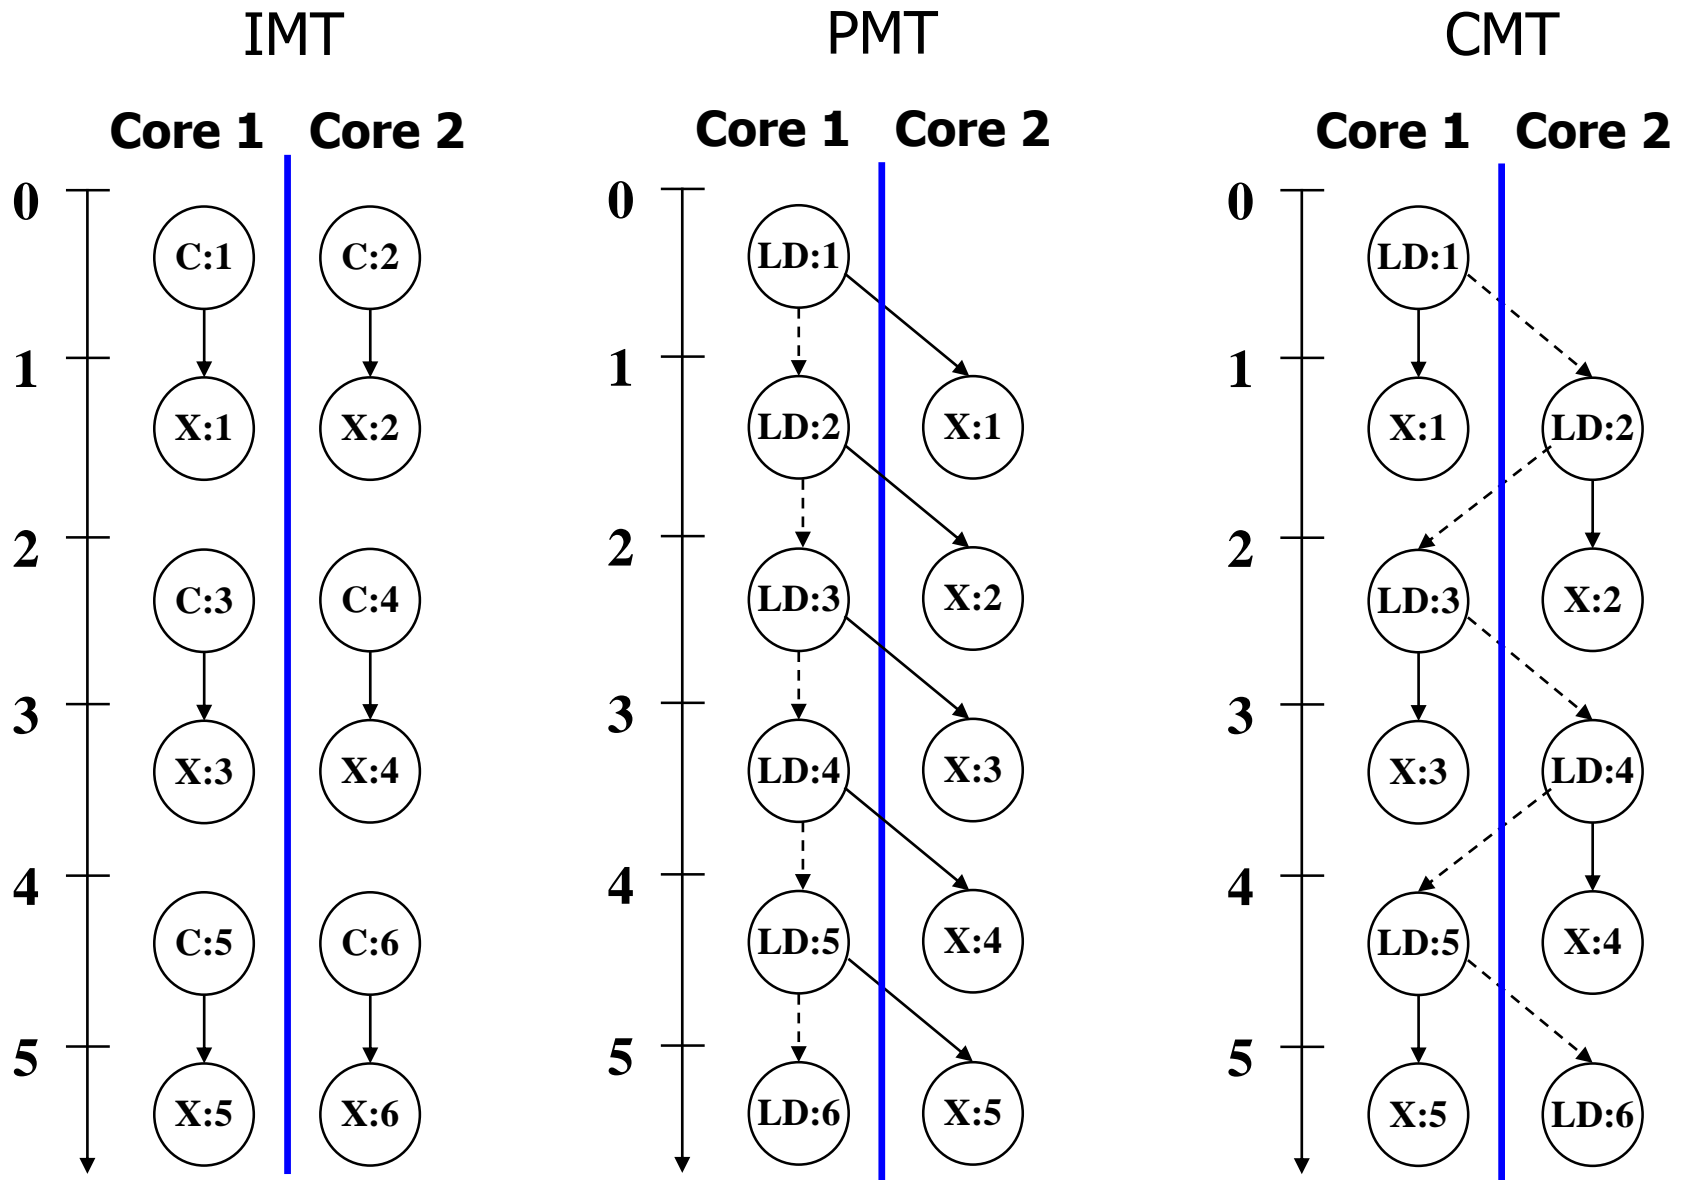 IMT PMT CMT
Core 1 Core 2 Core 1 Core 2 Core 1 Core 2
0 0 0
C:1 C:2 LD:1 LD:1
1 1 1
X:1 X:2 LD:2 X:1 X:1 LD:2
2 2 2
C:3 C:4 LD:3 X:2 LD:3 X:2
3 3 3
X:3 X:4 LD:4 X:3 X:3 LD:4
4 4 4
C:5 C:6 LD:5 X:4 LD:5 X:4
5 5 5
X:5 X:6 LD:6 X:5 X:5 LD:6